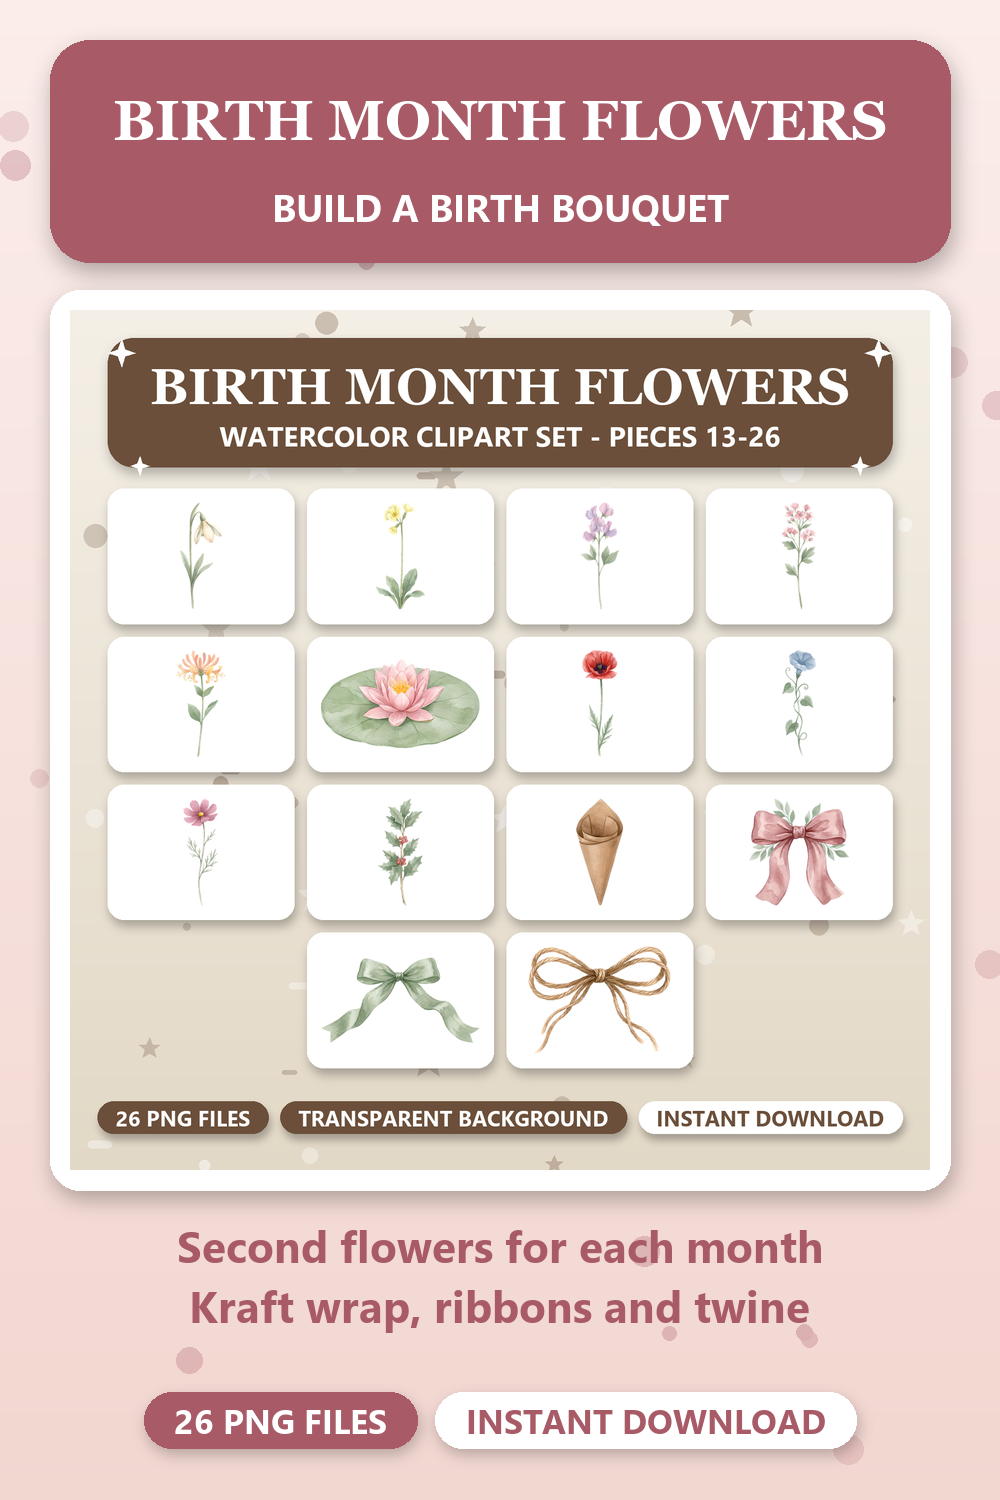 BIRTH MONTH FLOWERS
BUILD A BIRTH BOUQUET
BIRTH MONTH FLOWERS
WATERCOLOR CLIPART SET - PIECES 13-26
26 PNG FILES
TRANSPARENT BACKGROUND
INSTANT DOWNLOAD
Second flowers for each month
Kraft wrap, ribbons and twine
26 PNG FILES
INSTANT DOWNLOAD